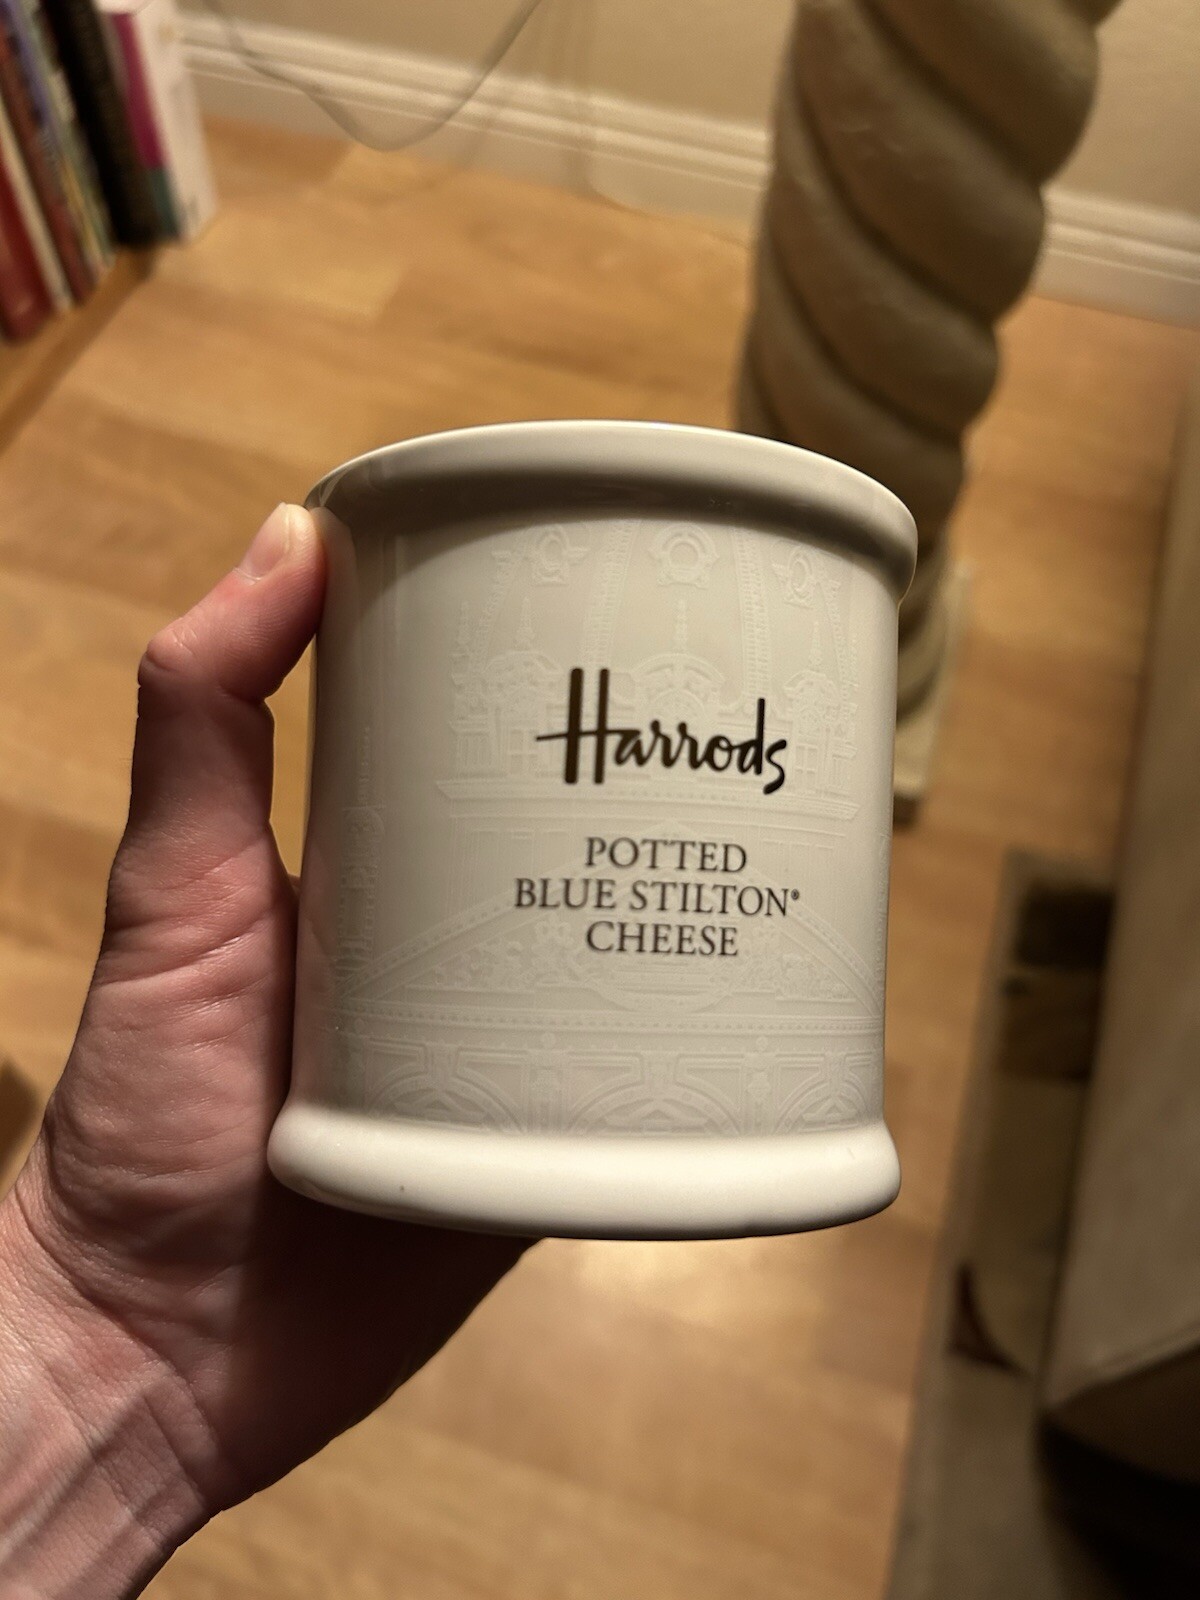 Harrods
POTTED
BLUE STILTON®
CHEESE